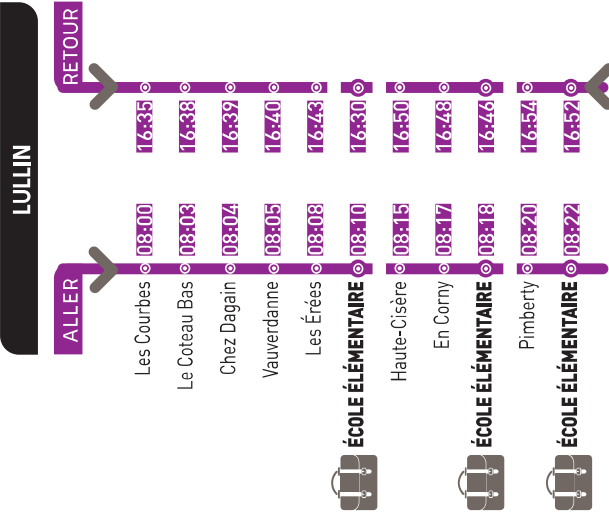 LULLIN
ALLER
RETOUR
Les Courbes 08:00 16:35
Le Coteau Bas 08:03 16:38
Chez Dagain 08:04 16:39
Vauverdanne 08:05 16:40
Les Érées 08:08 16:43
ÉCOLE ÉLÉMENTAIRE 08:10 16:30
Haute-Cisère 08:15 16:50
En Corny 08:17 16:48
ÉCOLE ÉLÉMENTAIRE 08:18 16:46
Pimberty 08:20 16:54
ÉCOLE ÉLÉMENTAIRE 08:22 16:52